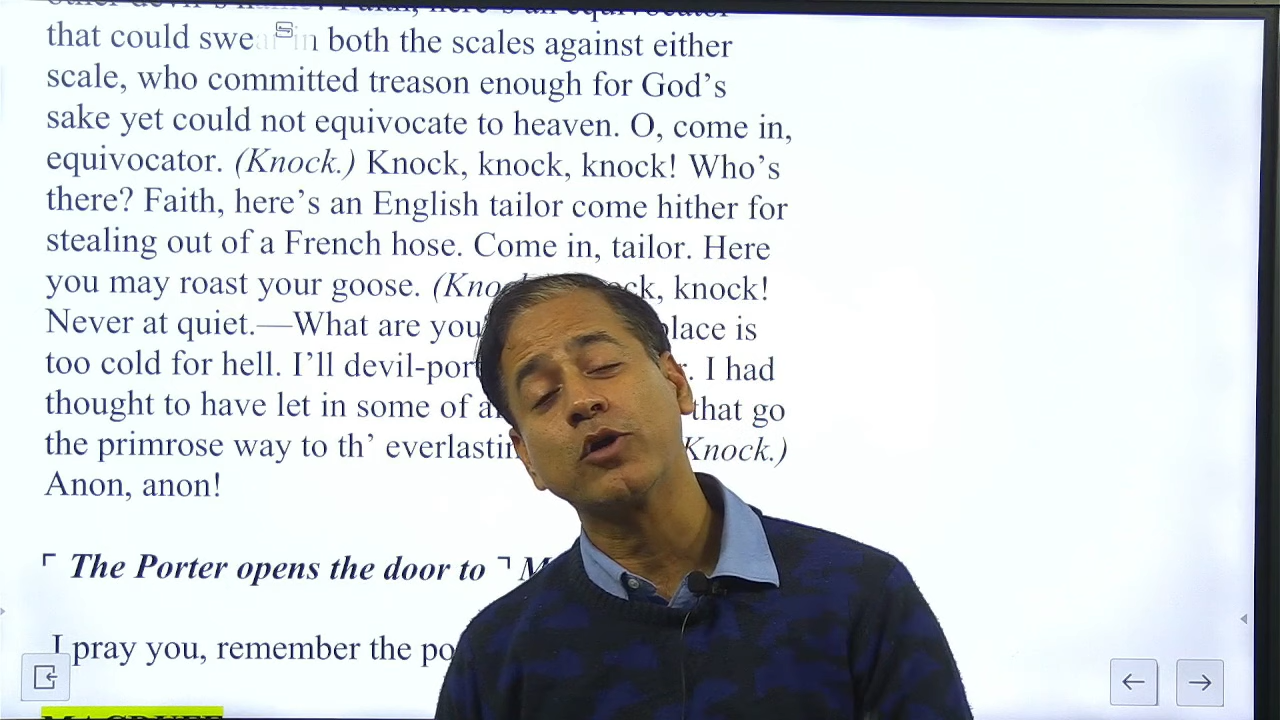 that could swe in both the scales against either
scale, who committed treason enough for God's
sake yet could not equivocate to heaven. O, come in,
equivocator. (Knock.) Knock, knock, knock! Who's
there? Faith, here's an English tailor come hither for
stealing out of a French hose. Come in, tailor. Here
you may roast your goose. (Kno ck, knock!
Never at quiet.—What are you place is
too cold for hell. I'll devil-port . I had
thought to have let in some of a that go
the primrose way to th' everlastin Knock.)
Anon, anon!
⌜ The Porter opens the door to ⌝ M
I pray you, remember the po